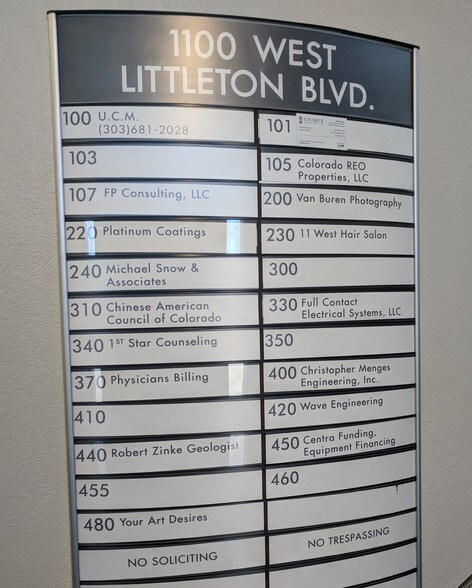 1100 WEST
LITTLETON BLVD.
100 U.C.M.
(303)681-2028
101
103
105 Colorado REO
Properties, LLC
107 FP Consulting, LLC
200 Van Buren Photography
220 Platinum Coatings
230 11 West Hair Salon
240 Michael Snow &
Associates
300
310 Chinese American
Council of Colorado
330 Full Contact
Electrical Systems, LLC
340 1ST Star Counseling
350
370 Physicians Billing
400 Christopher Menges
Engineering, Inc.
410
420 Wave Engineering
440 Robert Zinke Geologist
450 Centra Funding,
Equipment Financing
455
460
480 Your Art Desires
NO SOLICITING
NO TRESPASSING